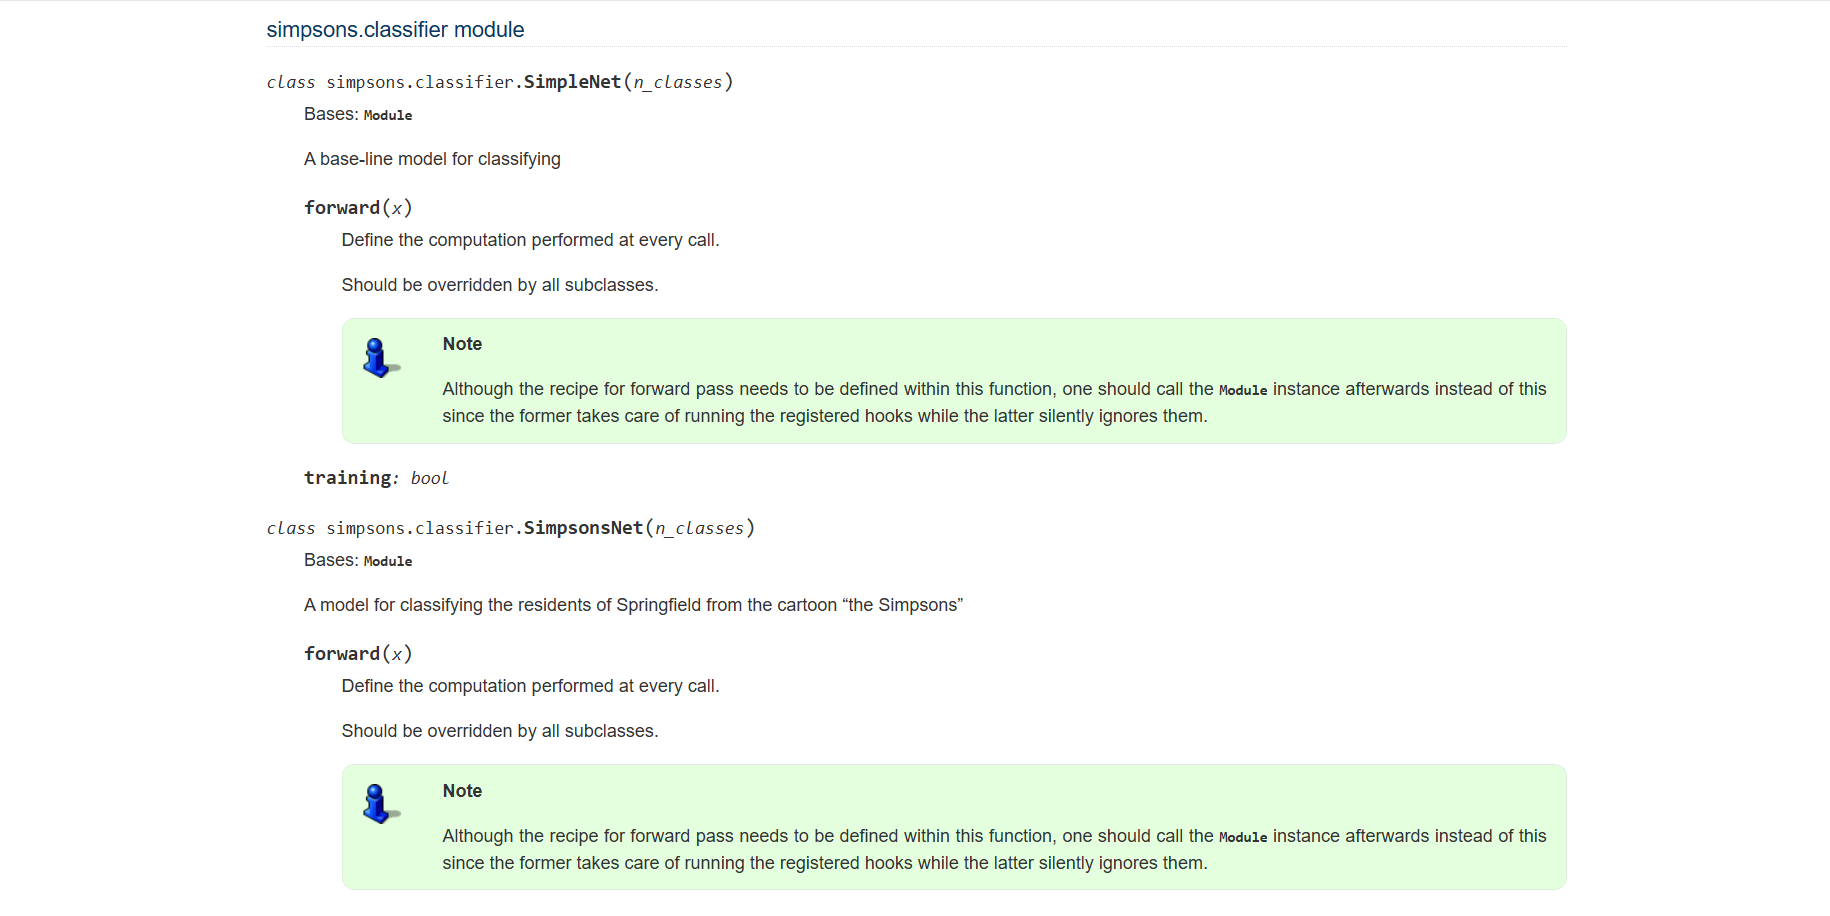 simpsons.classifier module
class simpsons.classifier.SimpleNet(n_classes)
Bases: Module
A base-line model for classifying
forward(x)
Define the computation performed at every call.
Should be overridden by all subclasses.
Note
Although the recipe for forward pass needs to be defined within this function, one should call the Module instance afterwards instead of this
since the former takes care of running the registered hooks while the latter silently ignores them.
training: bool
class simpsons.classifier.SimpsonsNet(n_classes)
Bases: Module
A model for classifying the residents of Springfield from the cartoon “the Simpsons”
forward(x)
Define the computation performed at every call.
Should be overridden by all subclasses.
Note
Although the recipe for forward pass needs to be defined within this function, one should call the Module instance afterwards instead of this
since the former takes care of running the registered hooks while the latter silently ignores them.